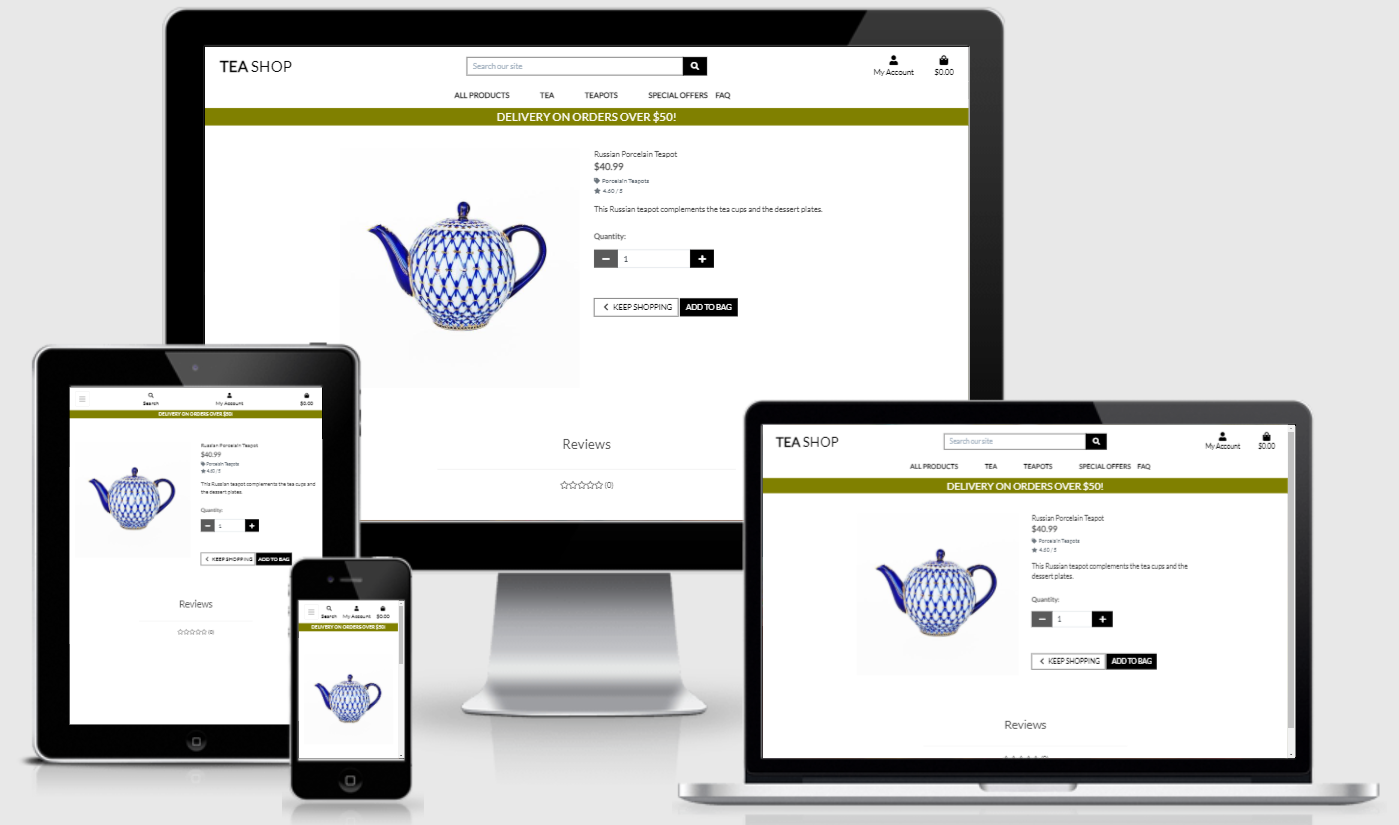 TEA SHOP
Search our site
My Account
$0.00
ALL PRODUCTS TEA TEAPOTS SPECIAL OFFERS FAQ
DELIVERY ON ORDERS OVER $50!
Russian Porcelain Teapot
$40.99
Porcelain Teapots
4.60 / 5
This Russian teapot complements the tea cups and the dessert plates.
Quantity:
1
KEEP SHOPPING ADD TO BAG
Reviews
(0)
Search
My Account
$0.00
DELIVERY ON ORDERS OVER $50!
Russian Porcelain Teapot
$40.99
Porcelain Teapots
4.60 / 5
This Russian teapot complements the tea cups and
the dessert plates.
Quantity:
1
KEEP SHOPPING ADD TO BAG
Reviews
(0)
Search My Account $0.00
DELIVERY ON ORDERS OVER $50!
TEA SHOP
Search our site
My Account
$0.00
ALL PRODUCTS TEA TEAPOTS SPECIAL OFFERS FAQ
DELIVERY ON ORDERS OVER $50!
Russian Porcelain Teapot
$40.99
Porcelain Teapots
4.60 / 5
This Russian teapot complements the tea cups and the
dessert plates.
Quantity:
1
KEEP SHOPPING ADD TO BAG
Reviews